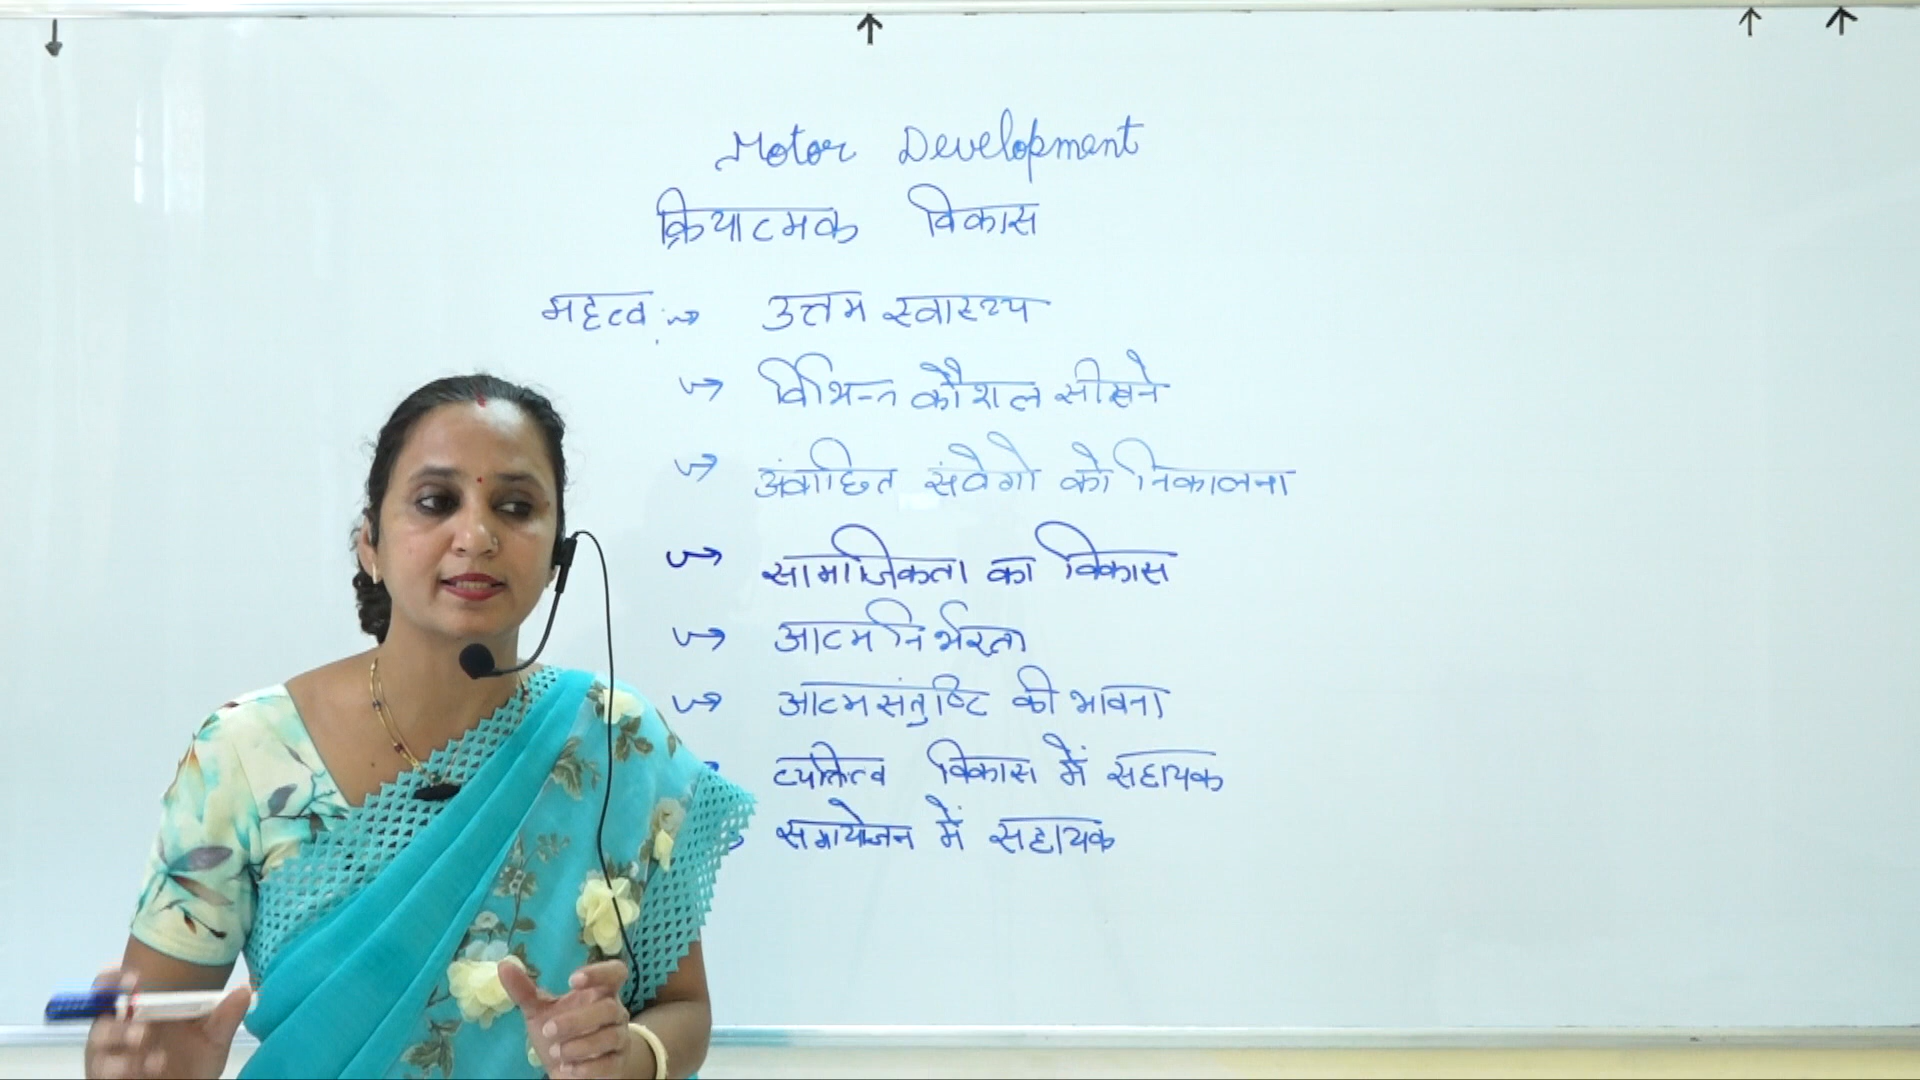 Motor Development
क्रियात्मक विकास
महत्व :→ उत्तम स्वास्थ्य
→ विभिन्न कौशल सीखने
→ अंवाछित संवेगो को निकालना
→ सामाजिकता का विकास
→ आत्मनिर्भरता
→ आत्मसंतुष्टि की भावना
व्यक्तित्व विकास में सहायक
समायोजन में सहायक